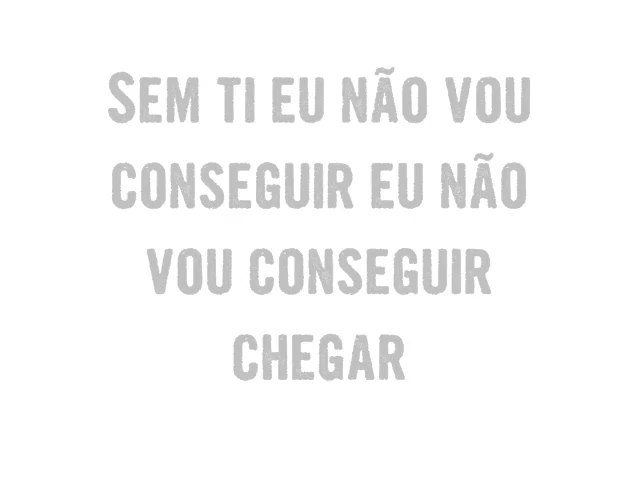 Sem ti eu não vou
conseguir eu não
vou conseguir
chegar